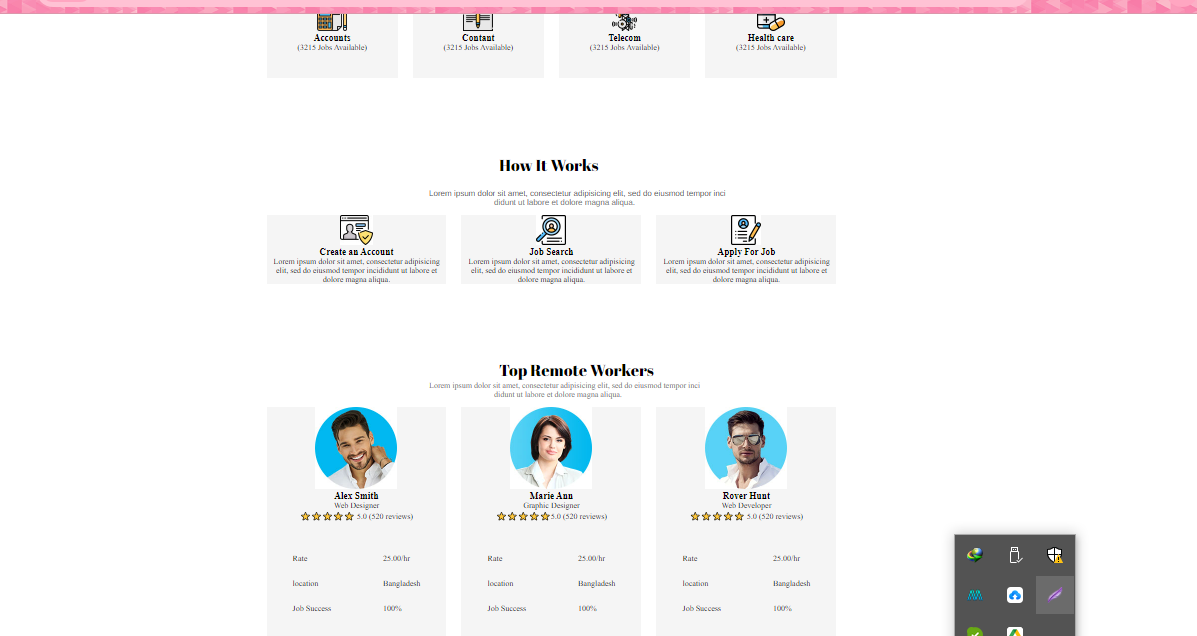 Accounts
(3215 Jobs Available)
Contant
(3215 Jobs Available)
Telecom
(3215 Jobs Available)
Health care
(3215 Jobs Available)
How It Works
Lorem ipsum dolor sit amet, consectetur adipisicing elit, sed do eiusmod tempor inci
didunt ut labore et dolore magna aliqua.
Create an Account
Lorem ipsum dolor sit amet, consectetur adipisicing
elit, sed do eiusmod tempor incididunt ut labore et
dolore magna aliqua.
Job Search
Lorem ipsum dolor sit amet, consectetur adipisicing
elit, sed do eiusmod tempor incididunt ut labore et
dolore magna aliqua.
Apply For Job
Lorem ipsum dolor sit amet, consectetur adipisicing
elit, sed do eiusmod tempor incididunt ut labore et
dolore magna aliqua.
Top Remote Workers
Lorem ipsum dolor sit amet, consectetur adipisicing elit, sed do eiusmod tempor inci
didunt ut labore et dolore magna aliqua.
Alex Smith
Web Designer
5.0 (520 reviews)
Rate 25.00/hr
location Bangladesh
Job Success 100%
Marie Ann
Graphic Designer
5.0 (520 reviews)
Rate 25.00/hr
location Bangladesh
Job Success 100%
Rover Hunt
Web Developer
5.0 (520 reviews)
Rate 25.00/hr
location Bangladesh
Job Success 100%